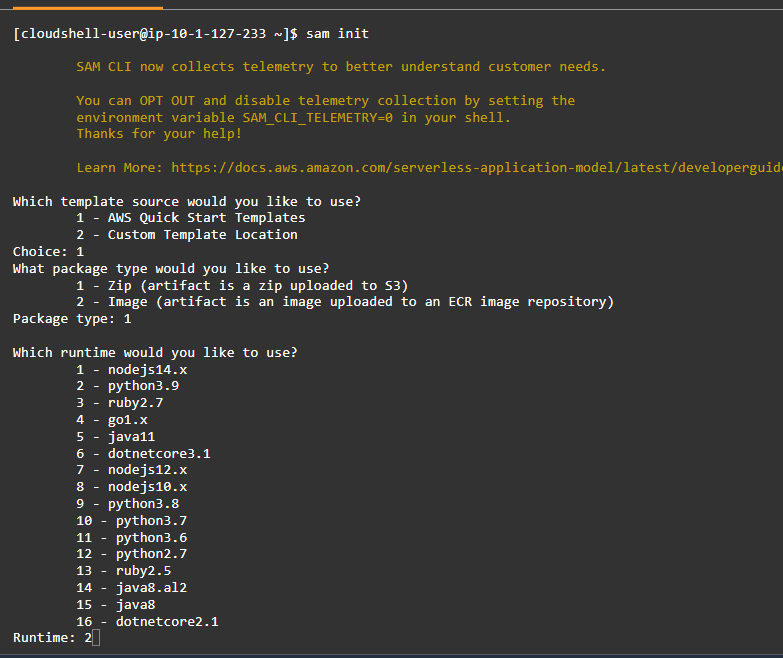 [cloudshell-user@ip-10-1-127-233 ~]$ sam init
SAM CLI now collects telemetry to better understand customer needs.
You can OPT OUT and disable telemetry collection by setting the
environment variable SAM_CLI_TELEMETRY=0 in your shell.
Thanks for your help!
Learn More: https://docs.aws.amazon.com/serverless-application-model/latest/developerguid
Which template source would you like to use?
1 - AWS Quick Start Templates
2 - Custom Template Location
Choice: 1
What package type would you like to use?
1 - Zip (artifact is a zip uploaded to S3)
2 - Image (artifact is an image uploaded to an ECR image repository)
Package type: 1
Which runtime would you like to use?
1 - nodejs14.x
2 - python3.9
3 - ruby2.7
4 - go1.x
5 - java11
6 - dotnetcore3.1
7 - nodejs12.x
8 - nodejs10.x
9 - python3.8
10 - python3.7
11 - python3.6
12 - python2.7
13 - ruby2.5
14 - java8.al2
15 - java8
16 - dotnetcore2.1
Runtime: 2